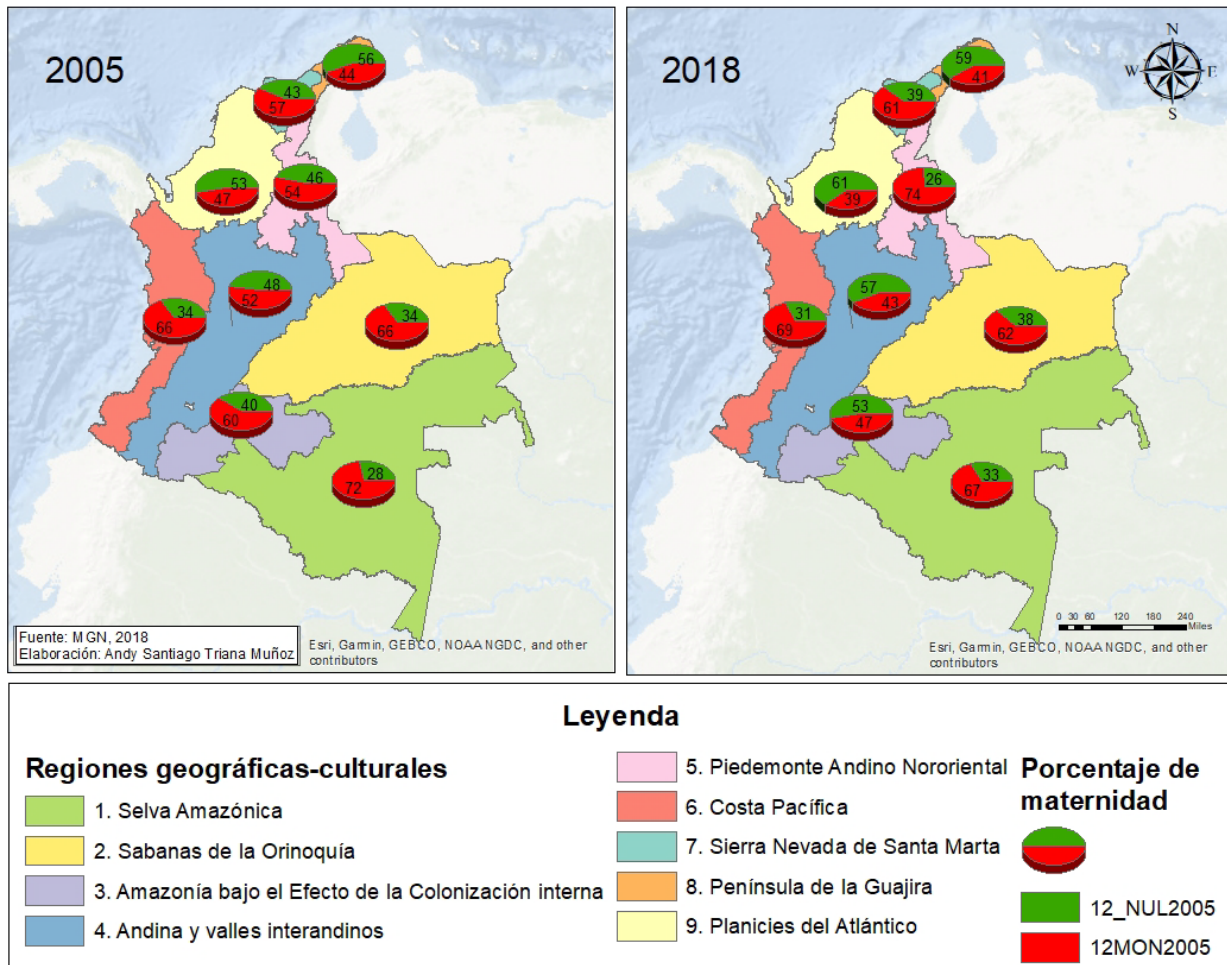 2005
56
44
43
57
53
47
46
54
48
52
34
66
34
66
40
60
28
72
Fuente: MGN, 2018
Elaboración: Andy Santiago Triana Muñoz
Esri, Garmin, GEBCO, NOAA NGDC, and other
contributors
2018
N
W
E
S
59
41
39
61
61
39
26
74
57
43
31
69
38
62
53
47
33
67
0 30 60 120 180 240
Miles
Esri, Garmin, GEBCO, NOAA NGDC, and other
contributors
Leyenda
Regiones geográficas-culturales
1. Selva Amazónica
2. Sabanas de la Orinoquía
3. Amazonía bajo el Efecto de la Colonización interna
4. Andina y valles interandinos
5. Piedemonte Andino Nororiental
6. Costa Pacífica
7. Sierra Nevada de Santa Marta
8. Península de la Guajira
9. Planicies del Atlántico
Porcentaje de
maternidad
12_NUL2005
12MON2005